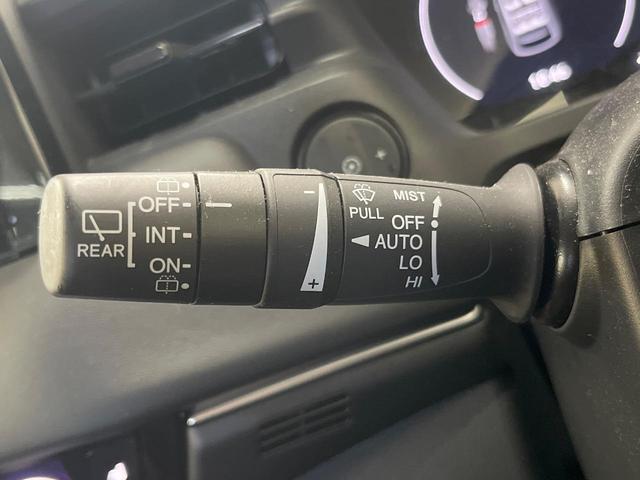 REAR
OFF
INT
ON
-
+
PULL
MIST
OFF
AUTO
LO
HI